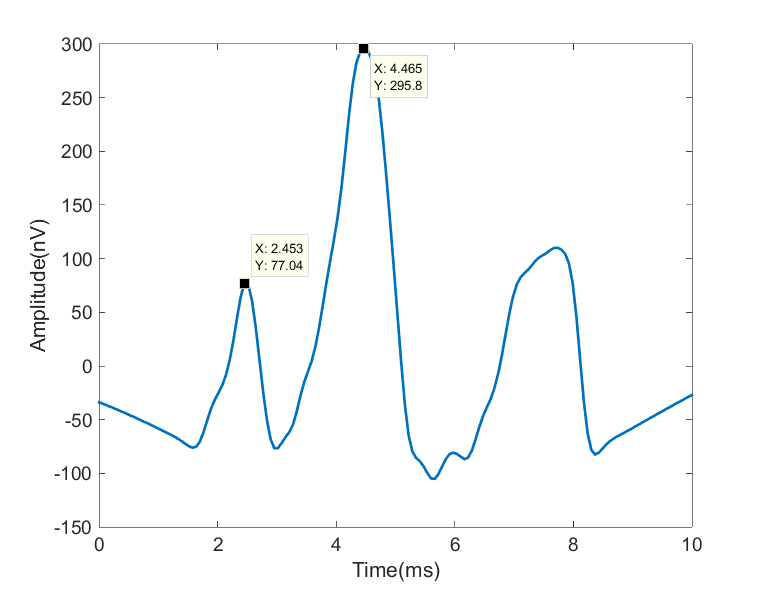 300
250
200
150
100
50
0
-50
-100
-150
Amplitude(nV)
X: 4.465
Y: 295.8
X: 2.453
Y: 77.04
0 2 4 6 8 10
Time(ms)